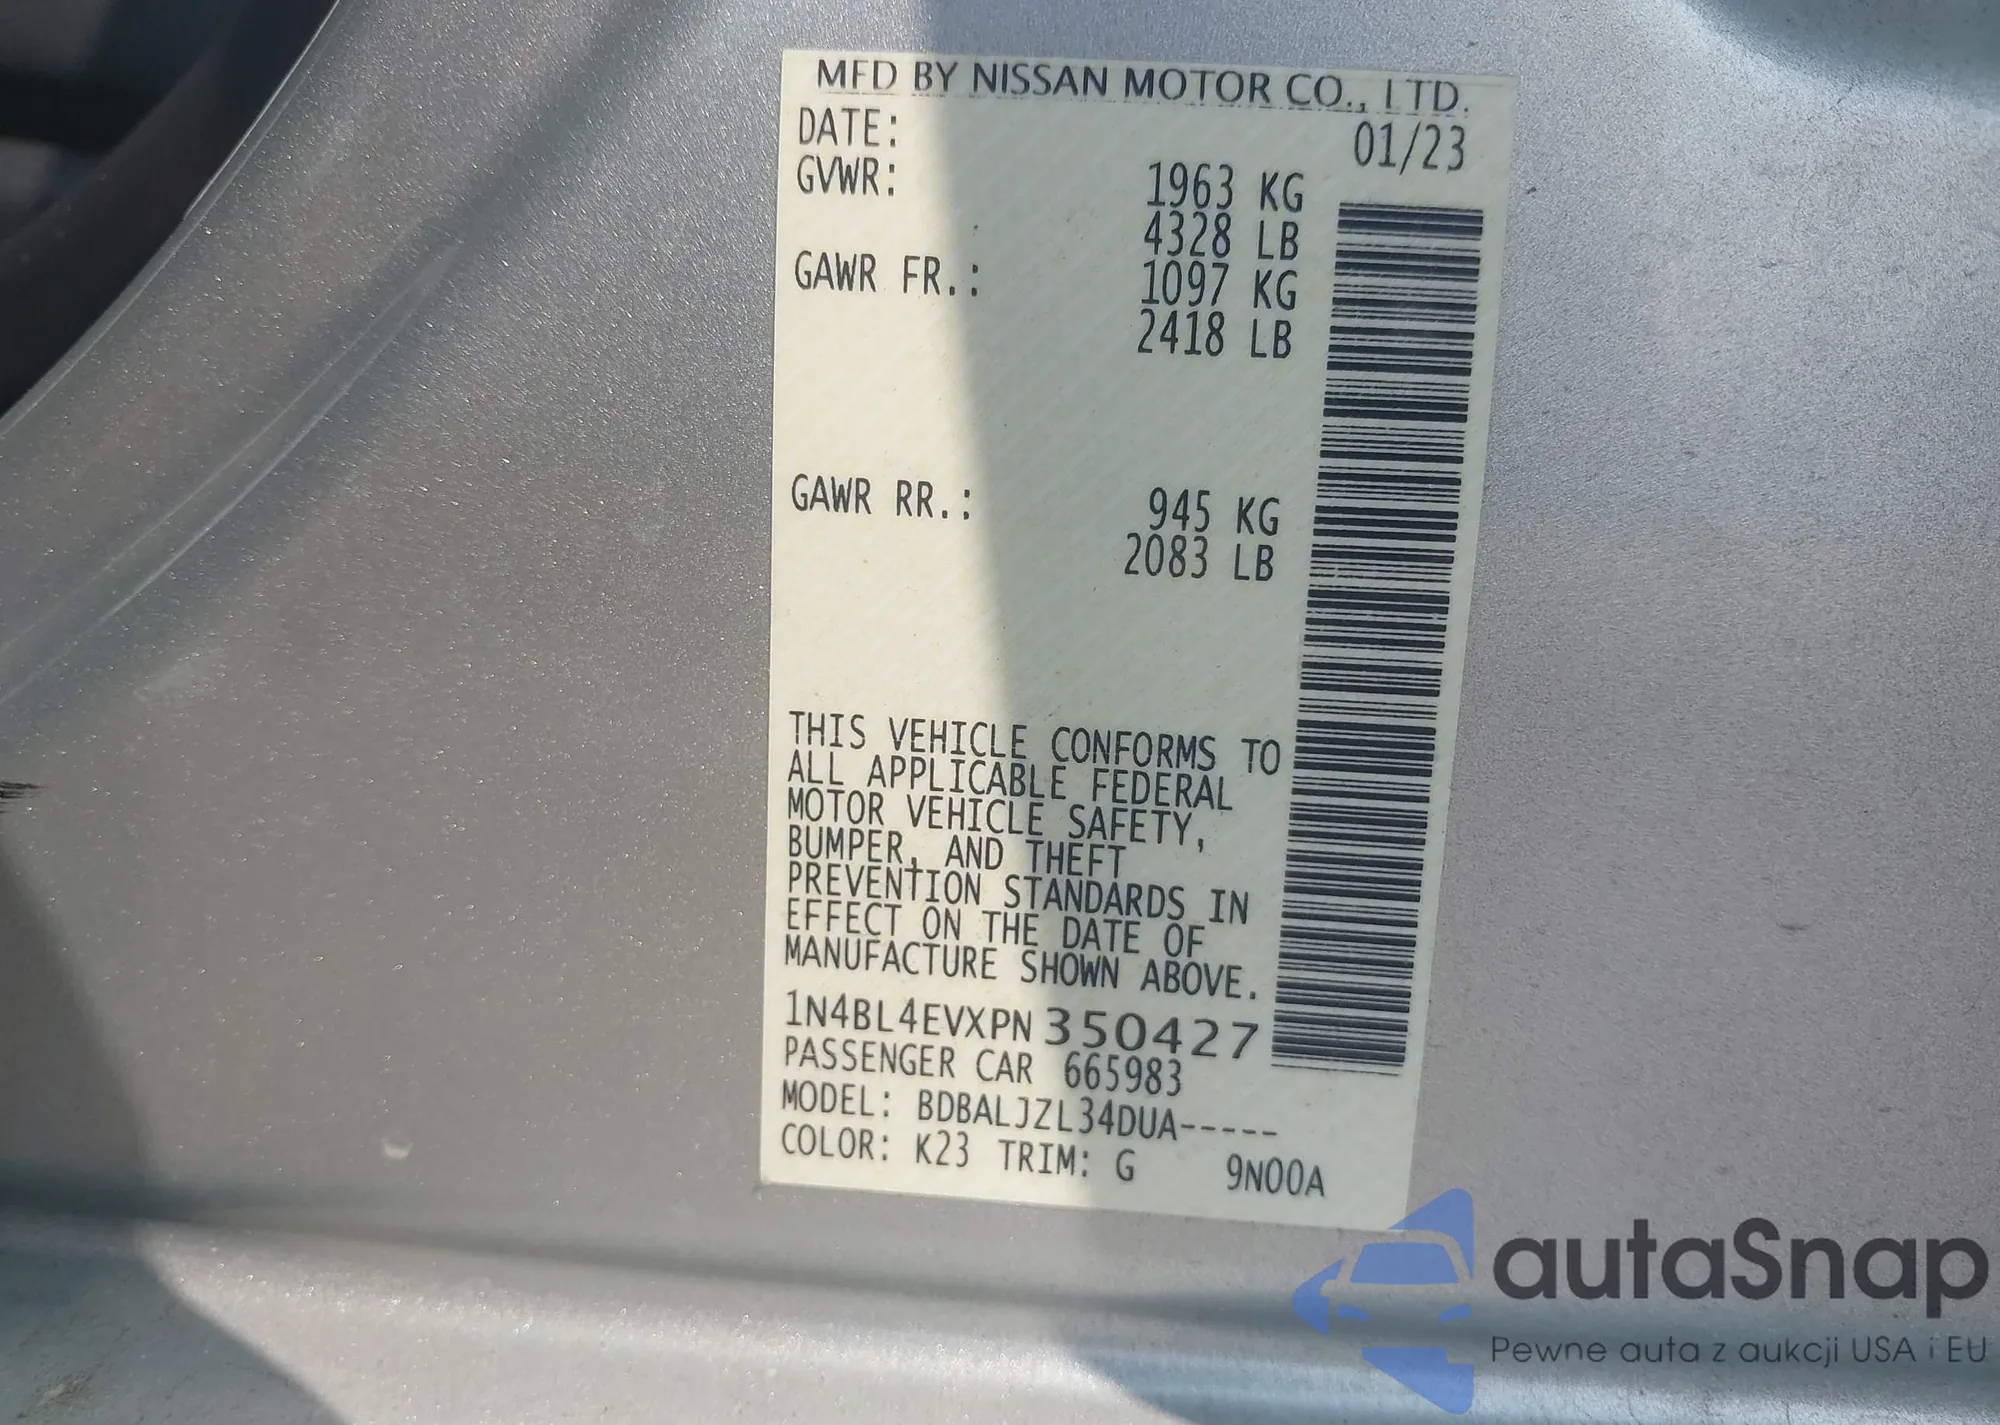 MFD BY NISSAN MOTOR CO., LTD.
DATE: 01/23
GVWR: 1963 KG
4328 LB
GAWR FR.: 1097 KG
2418 LB
GAWR RR.: 945 KG
2083 LB
THIS VEHICLE CONFORMS TO
ALL APPLICABLE FEDERAL
MOTOR VEHICLE SAFETY,
BUMPER, AND THEFT
PREVENTION STANDARDS IN
EFFECT ON THE DATE OF
MANUFACTURE SHOWN ABOVE.
1N4BL4EVXPN350427
PASSENGER CAR 665983
MODEL: BDBALJZL34DUA-----
COLOR: K23 TRIM: G 9N00A
autaSnap
Pewne auta z aukcji USA i EU